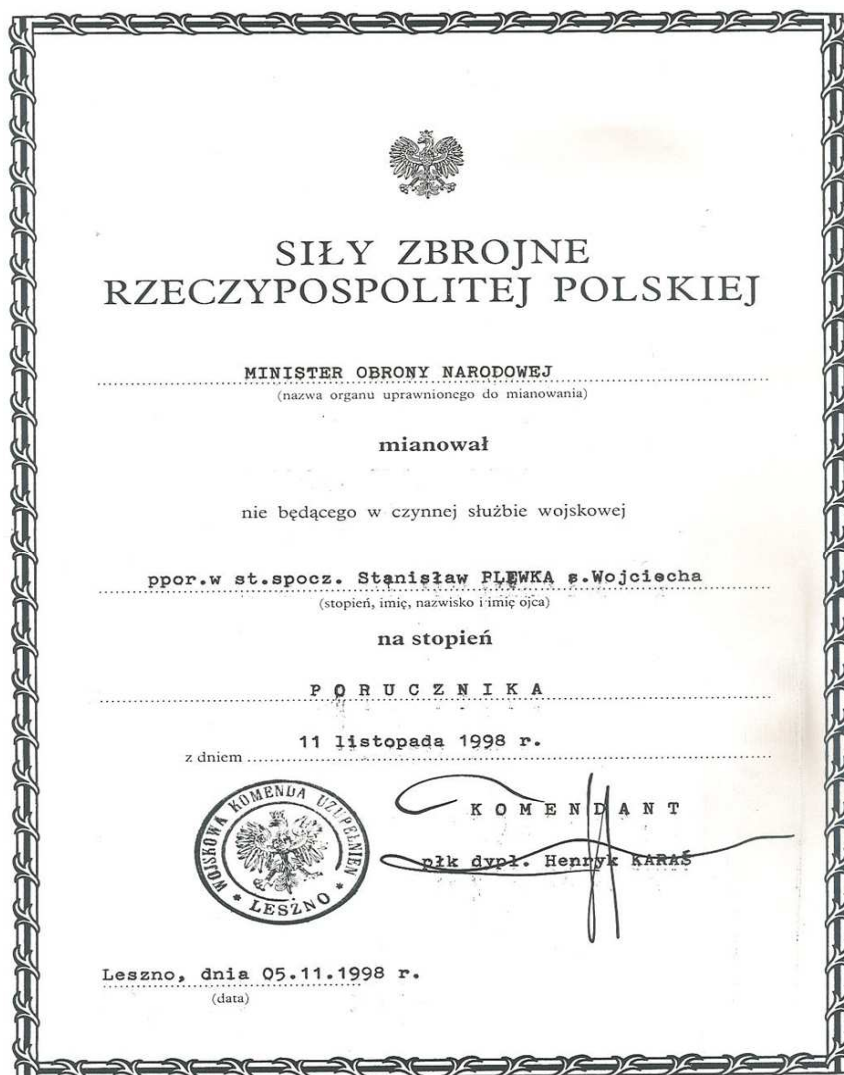 SIŁY ZBROJNE
RZECZYPOSPOLITEJ POLSKIEJ
MINISTER OBRONY NARODOWEJ
(nazwa organu uprawnionego do mianowania)
mianował
nie będącego w czynnej służbie wojskowej
ppor.w st.spocz. Stanisław PLEWKA s.Wojciecha
(stopień, imię, nazwisko i imię ojca)
na stopień
P O R U C Z N I K A
z dniem 11 listopada 1998 r.
WOJSKOWA KOMENDA UZUPEŁNIEŃ
* LESZNO *
K O M E N D A N T
płk dypl. Henryk KARAŚ
Leszno, dnia 05.11.1998 r.
(data)